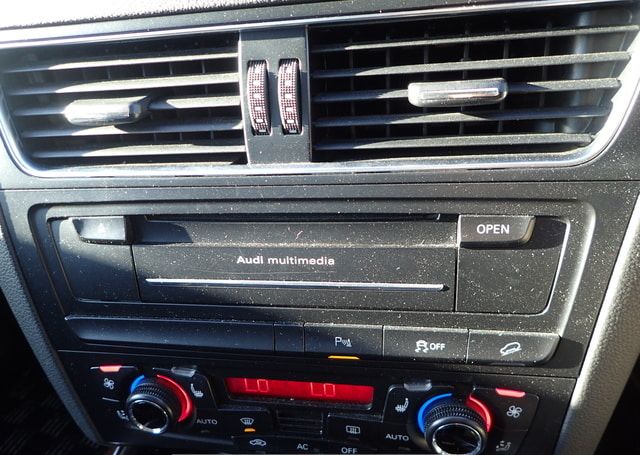 OPEN
Audi multimedia
P
OFF
LO LO
AUTO
AUTO
AC
OFF